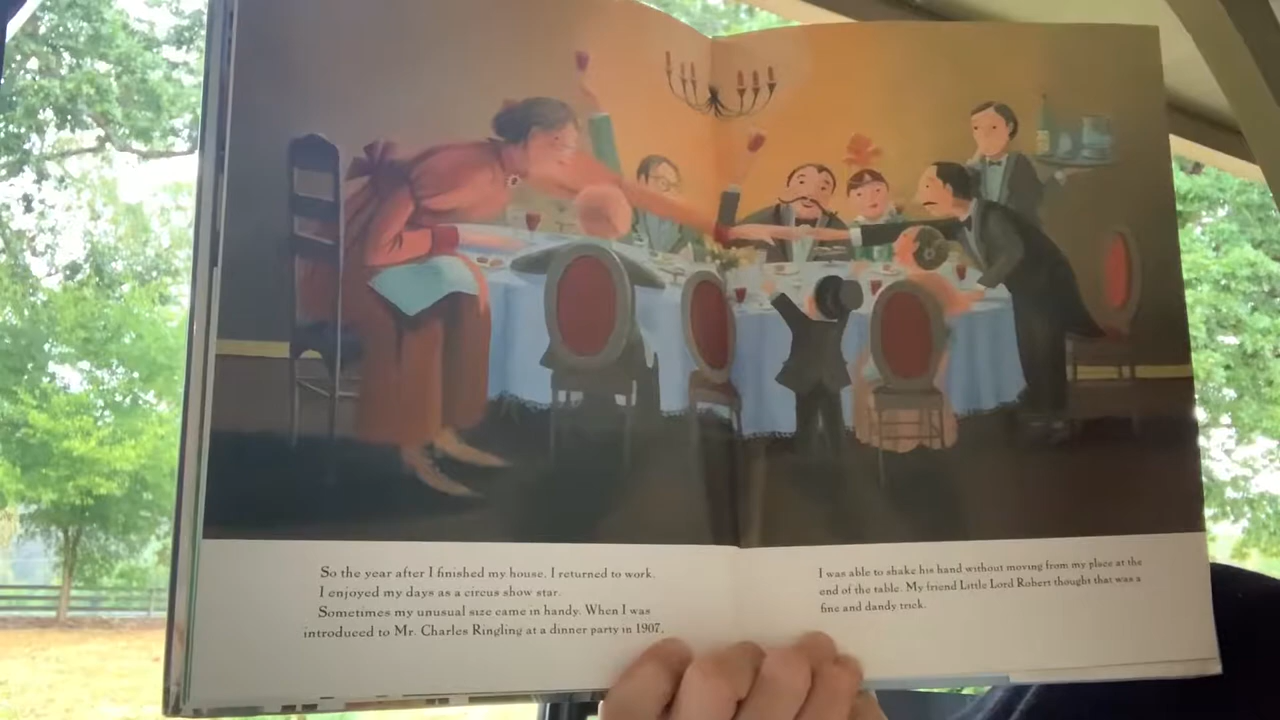 So the year after I finished my house, I returned to work.
I enjoyed my days as a circus show star.
Sometimes my unusual size came in handy. When I was
introduced to Mr. Charles Ringling at a dinner party in 1907,
I was able to shake his hand without moving from my place at the
end of the table. My friend Little Lord Robert thought that was a
fine and dandy trick.